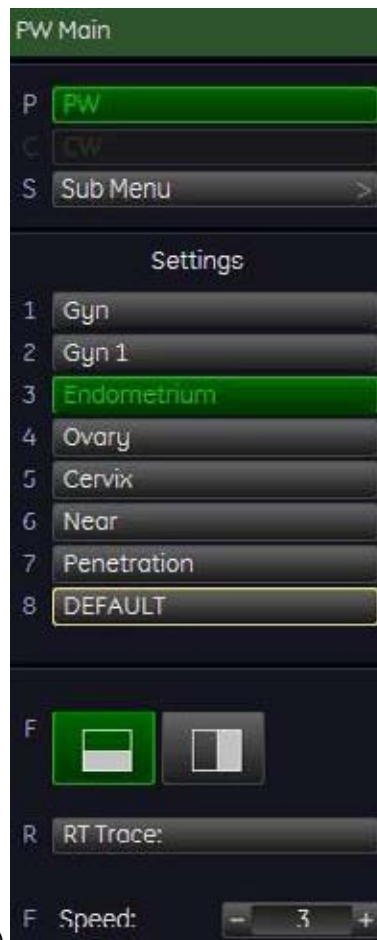 PW Main
P PW
C CW
S Sub Menu >
Settings
1 Gyn
2 Gyn 1
3 Endometrium
4 Ovary
5 Cervix
6 Near
7 Penetration
8 DEFAULT
F
R RT Trace:
F Speed: - 3 +
)